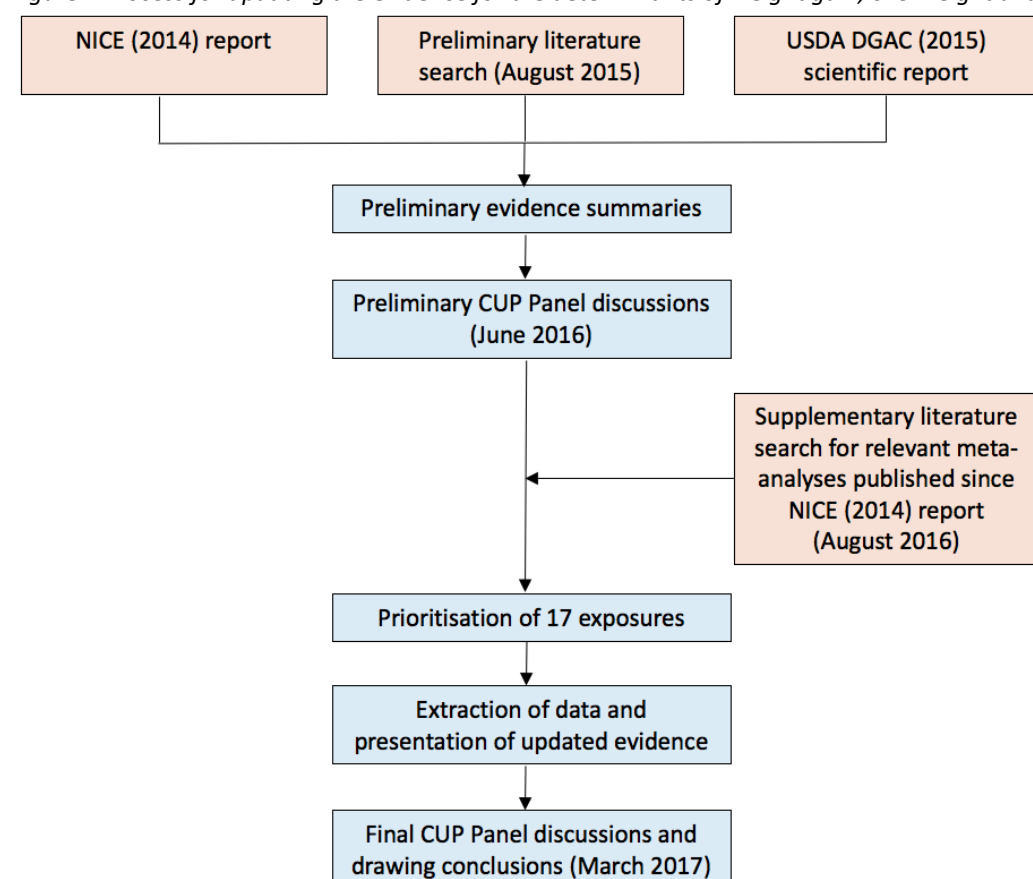 NICE (2014) report
Preliminary literature
search (August 2015)
USDA DGAC (2015)
scientific report
Preliminary evidence summaries
Preliminary CUP Panel discussions
(June 2016)
Supplementary literature
search for relevant meta-
analyses published since
NICE (2014) report
(August 2016)
Prioritisation of 17 exposures
Extraction of data and
presentation of updated evidence
Final CUP Panel discussions and
drawing conclusions (March 2017)